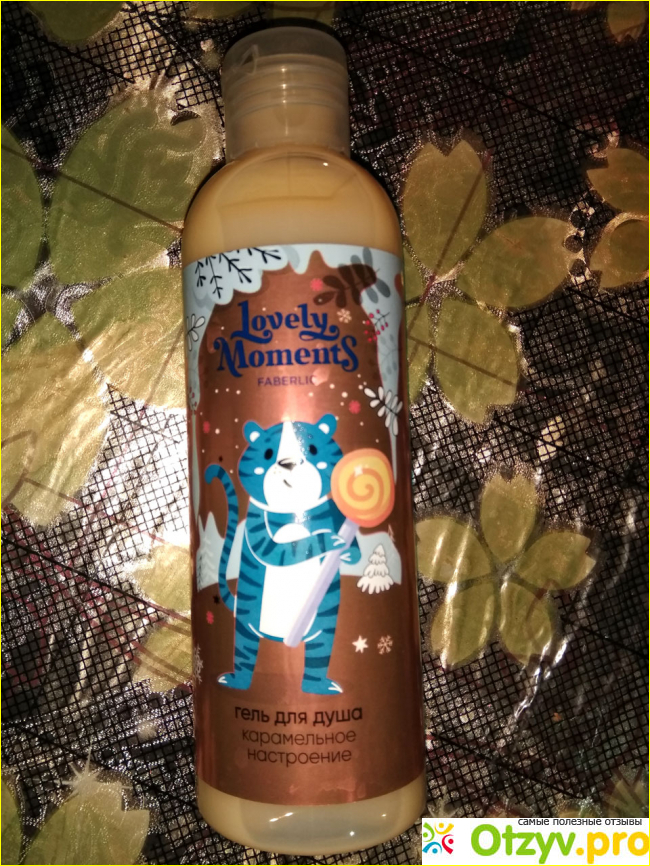 Lovely
Moments
FABERLIC
гель для душа
карамельное
настроение
самые полезные отзывы
Otzyv.pro